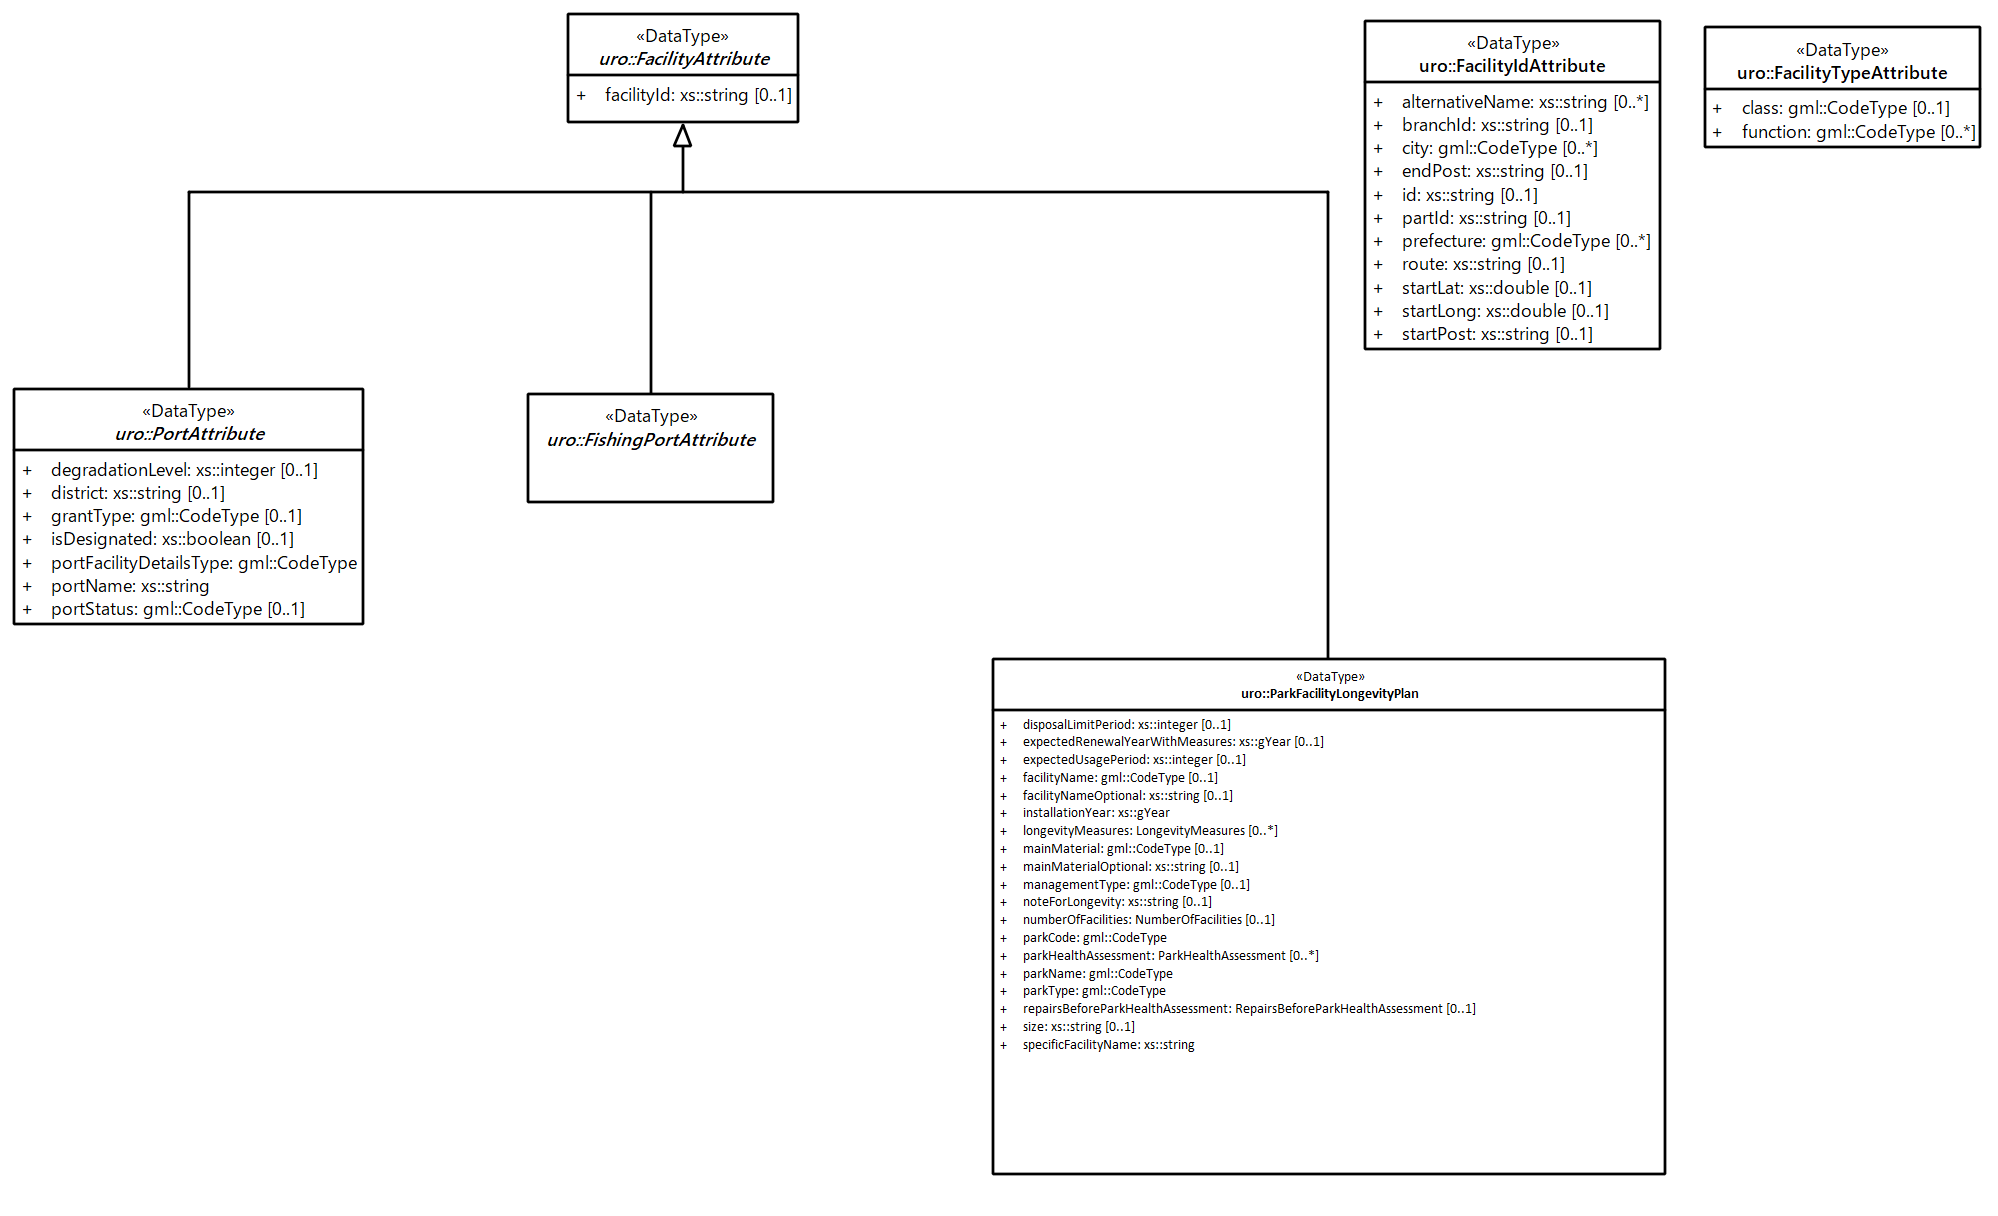 «DataType»
uro::FacilityAttribute
+ facilityId: xs::string [0..1]
«DataType»
uro::FacilityIdAttribute
+ alternativeName: xs::string [0..*]
+ branchId: xs::string [0..1]
+ city: gml::CodeType [0..*]
+ endPost: xs::string [0..1]
+ id: xs::string [0..1]
+ partId: xs::string [0..1]
+ prefecture: gml::CodeType [0..*]
+ route: xs::string [0..1]
+ startLat: xs::double [0..1]
+ startLong: xs::double [0..1]
+ startPost: xs::string [0..1]
«DataType»
uro::FacilityTypeAttribute
+ class: gml::CodeType [0..1]
+ function: gml::CodeType [0..*]
«DataType»
uro::PortAttribute
+ degradationLevel: xs::integer [0..1]
+ district: xs::string [0..1]
+ grantType: gml::CodeType [0..1]
+ isDesignated: xs::boolean [0..1]
+ portFacilityDetailsType: gml::CodeType
+ portName: xs::string
+ portStatus: gml::CodeType [0..1]
«DataType»
uro::FishingPortAttribute
«DataType»
uro::ParkFacilityLongevityPlan
+ disposalLimitPeriod: xs::integer [0..1]
+ expectedRenewalYearWithMeasures: xs::gYear [0..1]
+ expectedUsagePeriod: xs::integer [0..1]
+ facilityName: gml::CodeType [0..1]
+ facilityNameOptional: xs::string [0..1]
+ installationYear: xs::gYear
+ longevityMeasures: LongevityMeasures [0..*]
+ mainMaterial: gml::CodeType [0..1]
+ mainMaterialOptional: xs::string [0..1]
+ managementType: gml::CodeType [0..1]
+ noteForLongevity: xs::string [0..1]
+ numberOfFacilities: NumberOfFacilities [0..1]
+ parkCode: gml::CodeType
+ parkHealthAssessment: ParkHealthAssessment [0..*]
+ parkName: gml::CodeType
+ parkType: gml::CodeType
+ repairsBeforeParkHealthAssessment: RepairsBeforeParkHealthAssessment [0..1]
+ size: xs::string [0..1]
+ specificFacilityName: xs::string